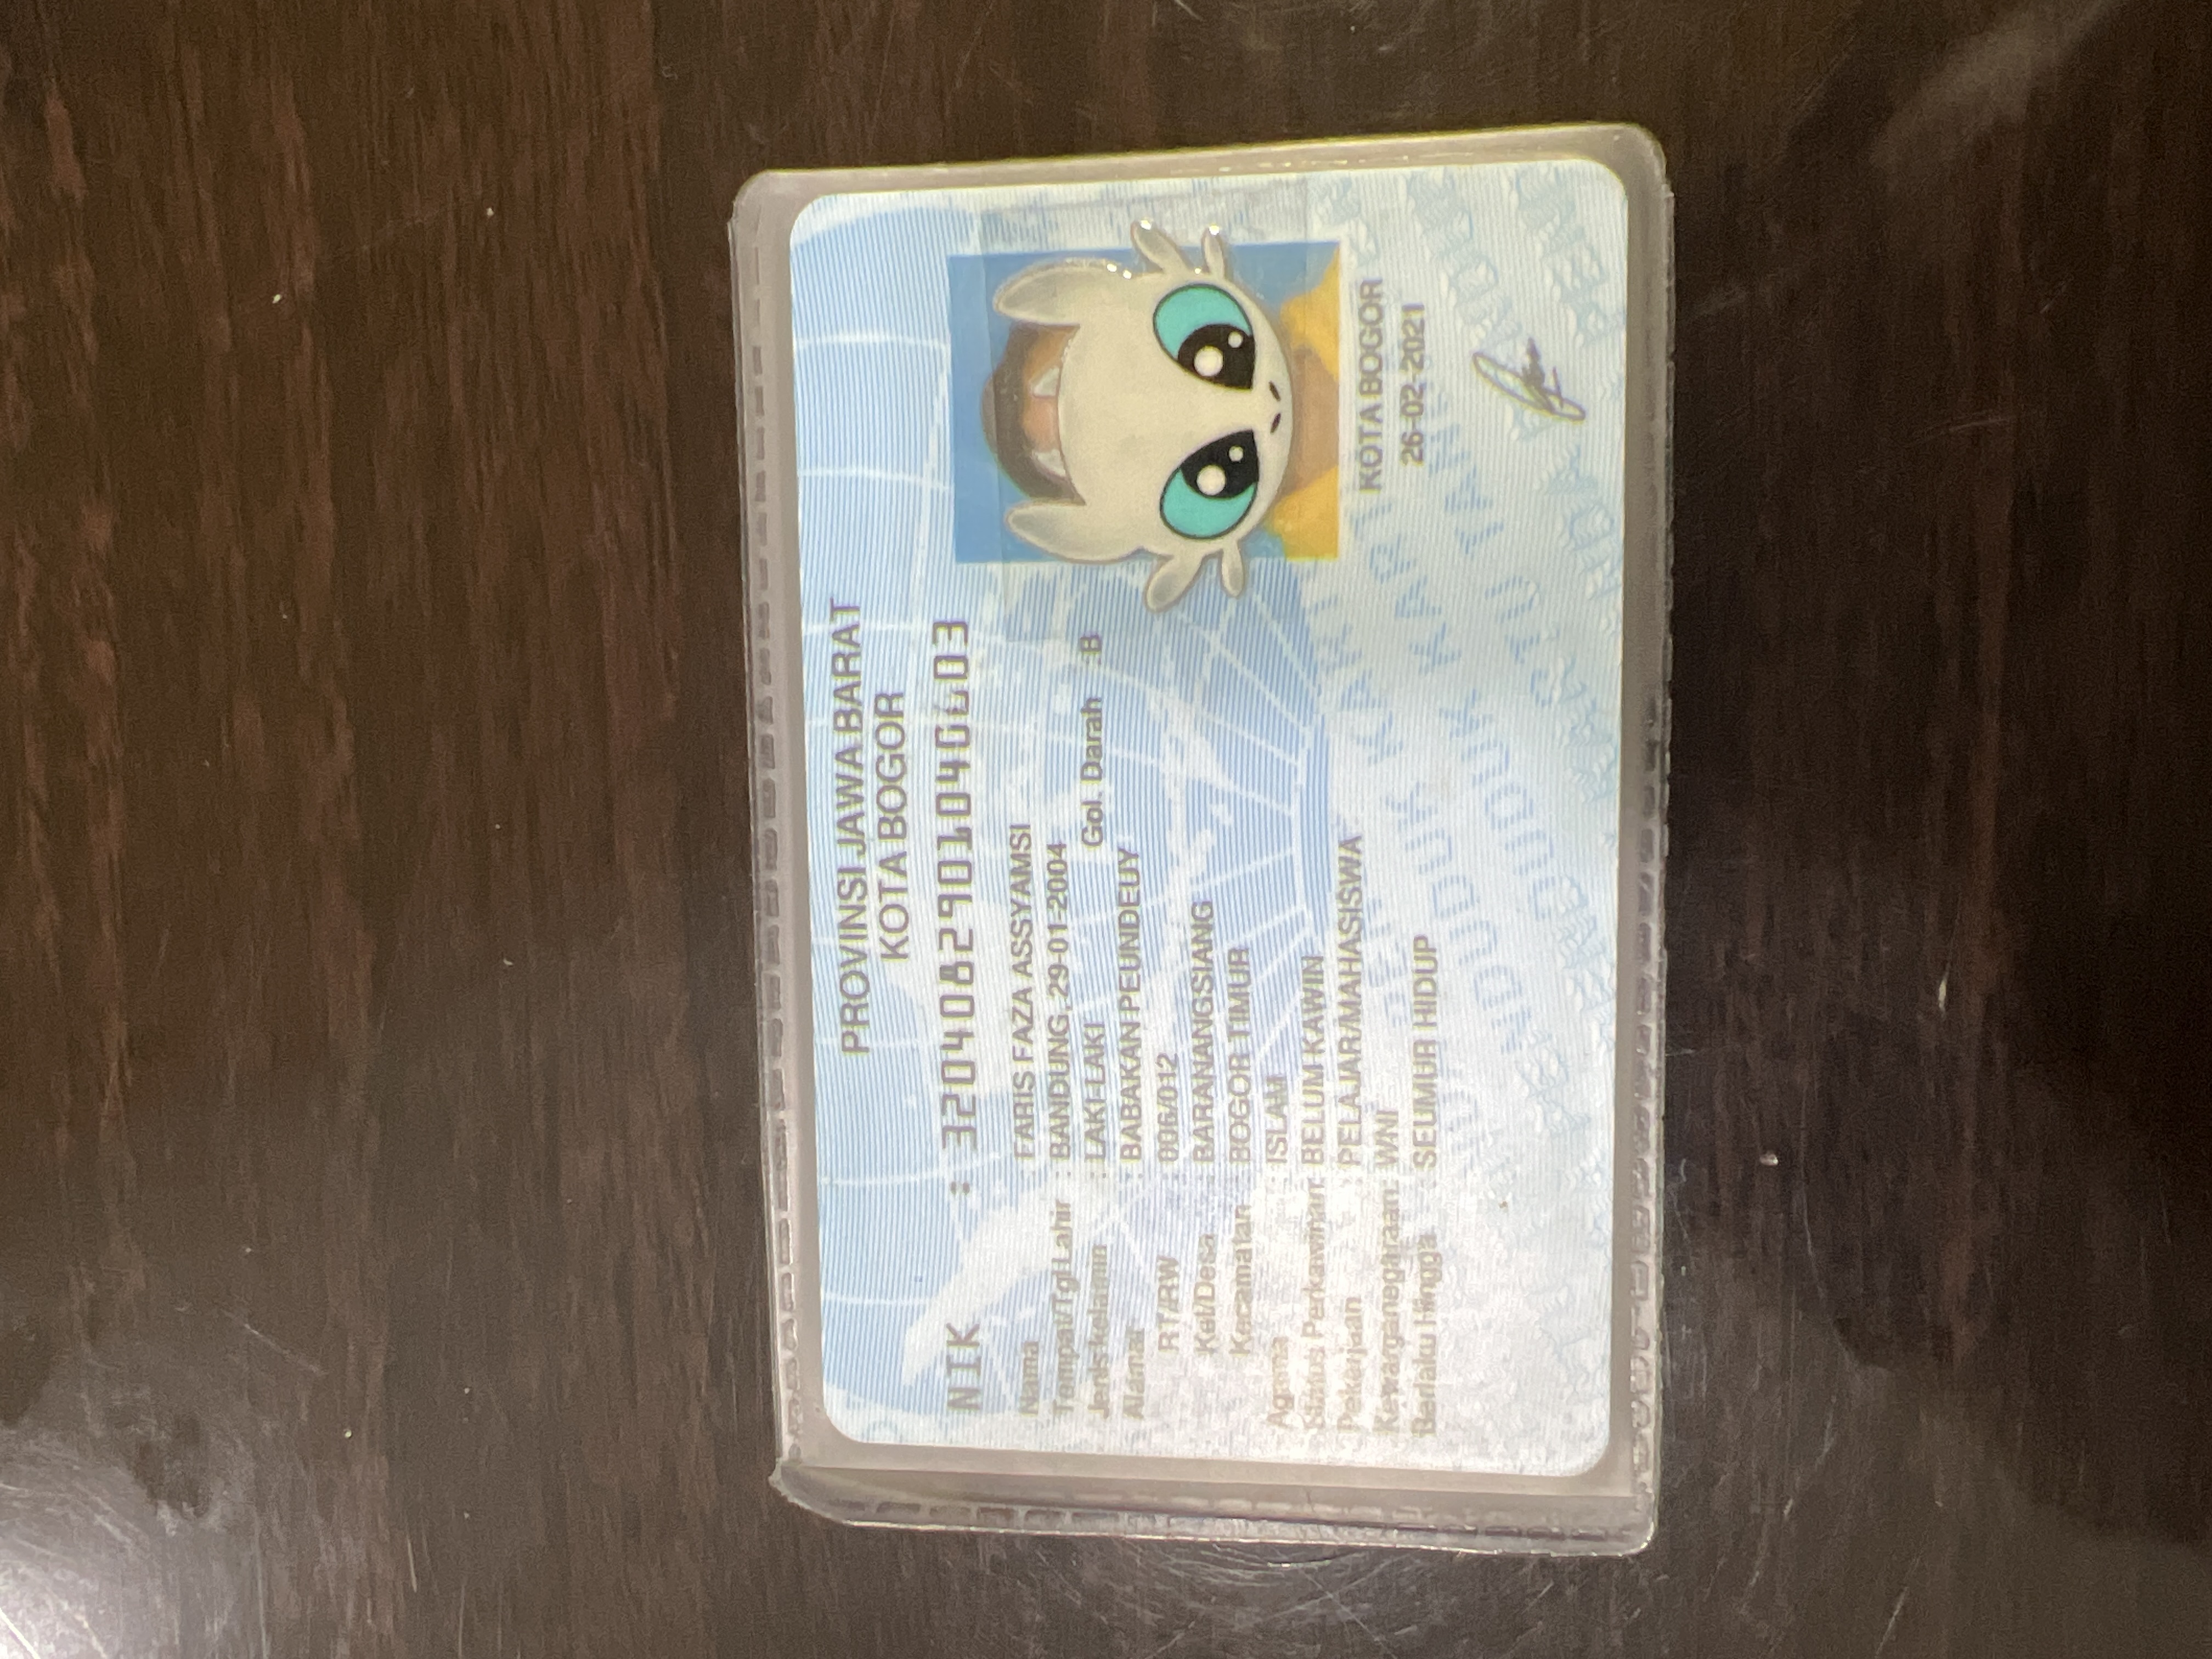 PROVINSI JAWA BARAT
KOTA BOGOR
NIK :
Nama : FARIS FAZA ASSYAMSI
Tempat/Tgl Lahir : BANDUNG, 29-01-2004
Jenis kelamin : LAKI-LAKI Gol. Darah :B
Alamat : BABAKAN PEUNDEUY
RT/RW : 006/012
Kel/Desa : BARANANGSIANG
Kecamatan : BOGOR TIMUR
Agama : ISLAM
Status Perkawinan: BELUM KAWIN
Pekerjaan : PELAJAR/MAHASISWA
Kewarganegaraan: WNI
Berlaku Hingga : SEUMUR HIDUP
KOTA BOGOR
26-02-2021